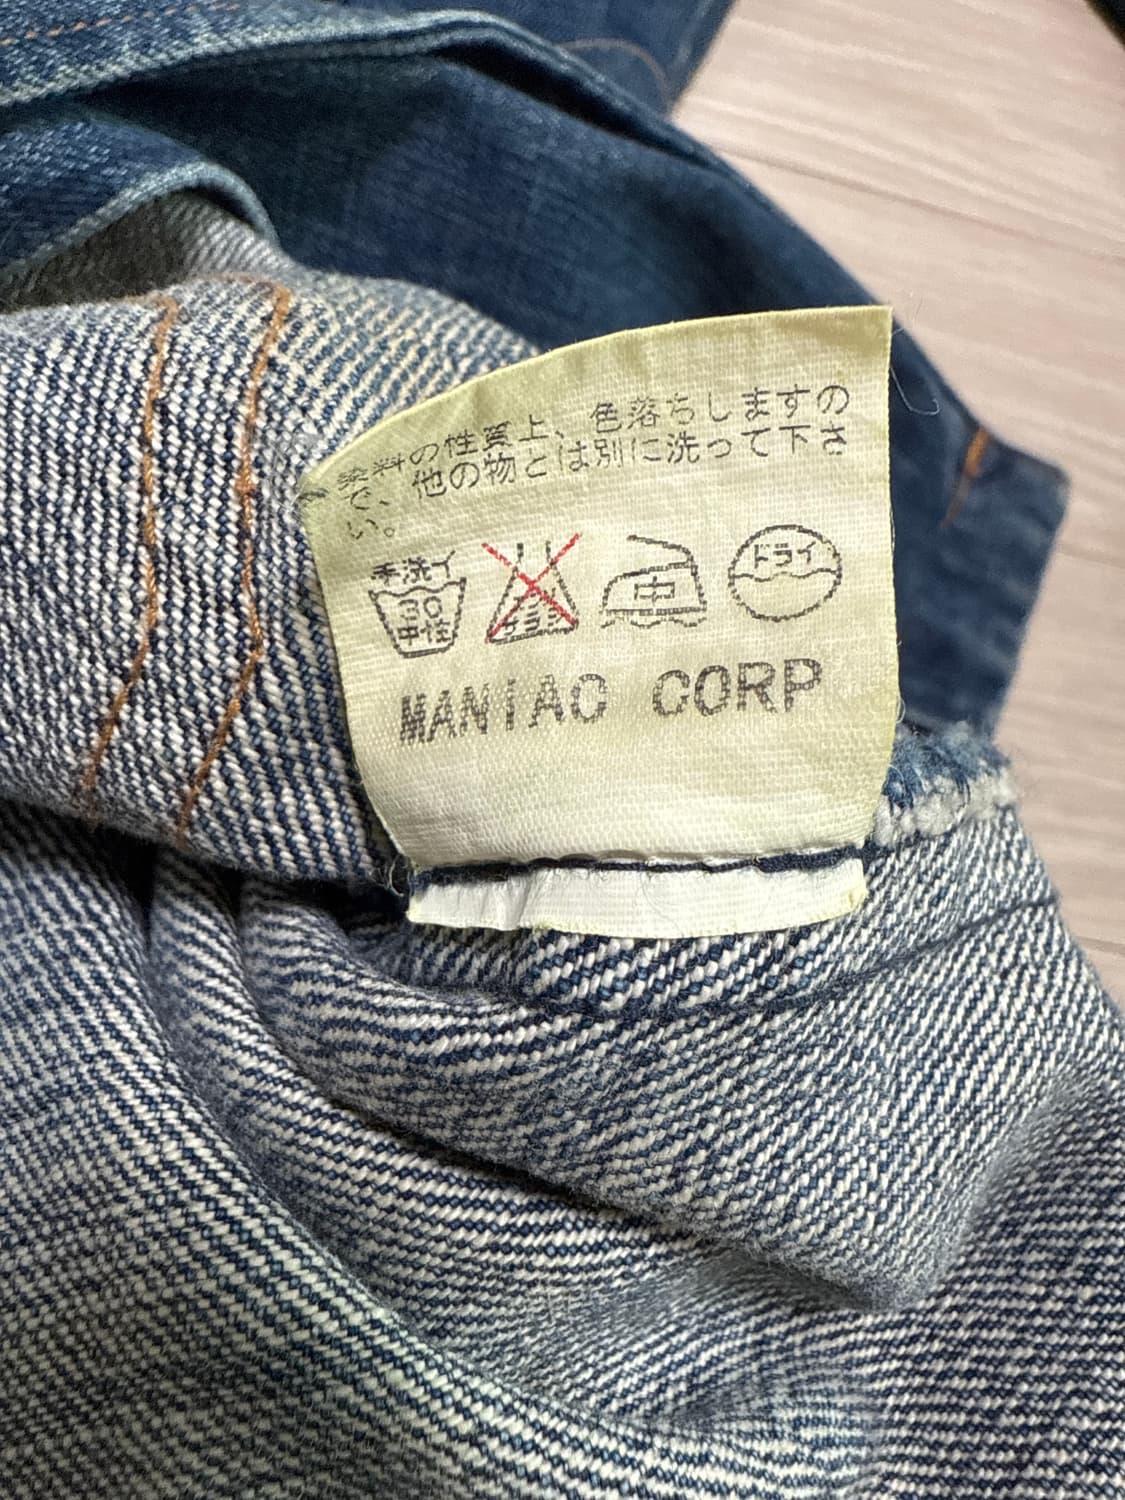 染料の性質上、色落ちしますの
で、他の物とは別に洗って下さ
い。
手洗イ
30
中性
中
ドライ
MANIAC CORP